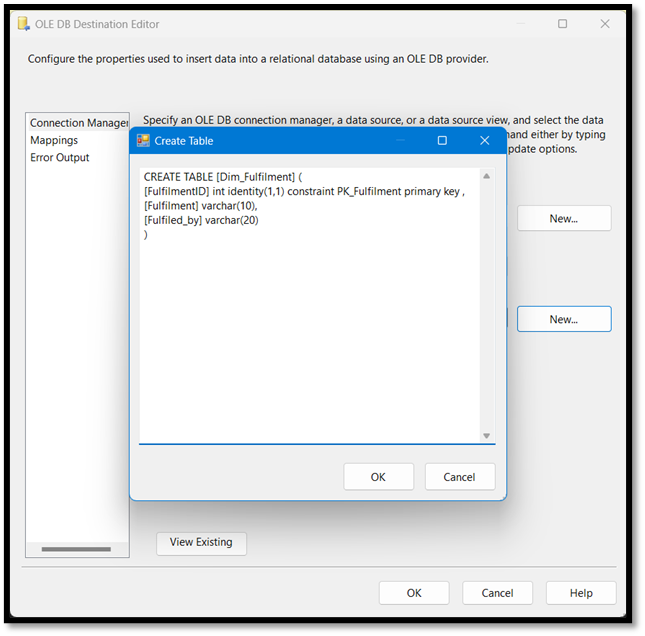 OLE DB Destination Editor
Configure the properties used to insert data into a relational database using an OLE DB provider.
Connection Manager
Mappings
Error Output
Specify an OLE DB connection manager, a data source, or a data source view, and select the data
and either by typing
pdate options.
New...
New...
Create Table
CREATE TABLE [Dim_Fulfilment] (
[FulfilmentID] int identity(1,1) constraint PK_Fulfilment primary key ,
[Fulfilment] varchar(10),
[Fulfiled_by] varchar(20)
)
OK
Cancel
View Existing
OK
Cancel
Help